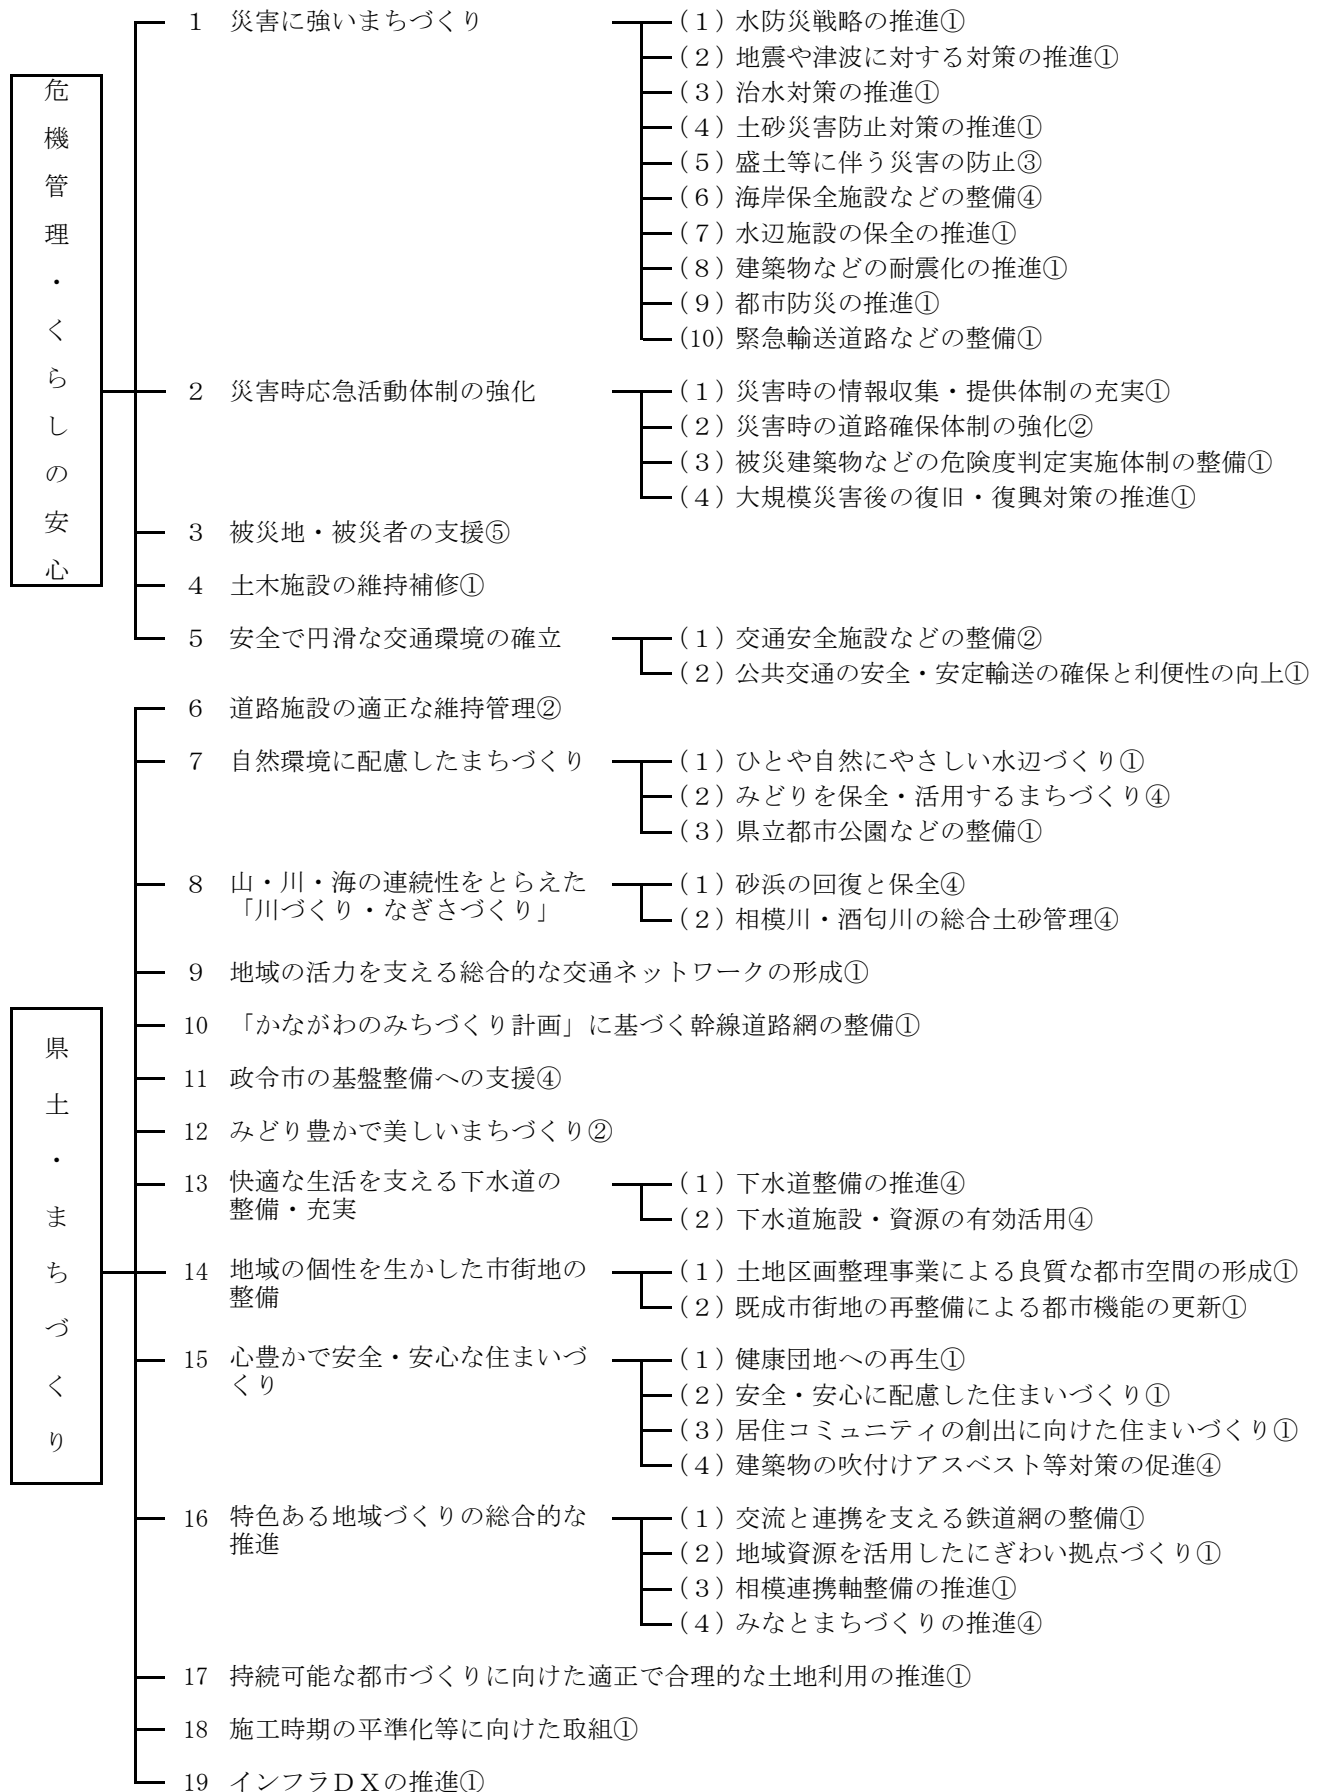 危機管理・くらしの安心
1 災害に強いまちづくり
(1) 水防災戦略の推進①
(2) 地震や津波に対する対策の推進①
(3) 治水対策の推進①
(4) 土砂災害防止対策の推進①
(5) 盛土等に伴う災害の防止③
(6) 海岸保全施設などの整備④
(7) 水辺施設の保全の推進①
(8) 建築物などの耐震化の推進①
(9) 都市防災の推進①
(10) 緊急輸送道路などの整備①
2 災害時応急活動体制の強化
(1) 災害時の情報収集・提供体制の充実①
(2) 災害時の道路確保体制の強化②
(3) 被災建築物などの危険度判定実施体制の整備①
(4) 大規模災害後の復旧・復興対策の推進①
3 被災地・被災者の支援⑤
4 土木施設の維持補修①
5 安全で円滑な交通環境の確立
(1) 交通安全施設などの整備②
(2) 公共交通の安全・安定輸送の確保と利便性の向上①
県土・まちづくり
6 道路施設の適正な維持管理②
7 自然環境に配慮したまちづくり
(1) ひとや自然にやさしい水辺づくり①
(2) みどりを保全・活用するまちづくり④
(3) 県立都市公園などの整備①
8 山・川・海の連続性をとらえた
「川づくり・なぎさづくり」
(1) 砂浜の回復と保全④
(2) 相模川・酒匂川の総合土砂管理④
9 地域の活力を支える総合的な交通ネットワークの形成①
10 「かながわのみちづくり計画」に基づく幹線道路網の整備①
11 政令市の基盤整備への支援④
12 みどり豊かで美しいまちづくり②
13 快適な生活を支える下水道の
整備・充実
(1) 下水道整備の推進④
(2) 下水道施設・資源の有効活用④
14 地域の個性を生かした市街地の
整備
(1) 土地区画整理事業による良質な都市空間の形成①
(2) 既成市街地の再整備による都市機能の更新①
15 心豊かで安全・安心な住まいづ
くり
(1) 健康団地への再生①
(2) 安全・安心に配慮した住まいづくり①
(3) 居住コミュニティの創出に向けた住まいづくり①
(4) 建築物の吹付けアスベスト等対策の促進④
16 特色ある地域づくりの総合的な
推進
(1) 交流と連携を支える鉄道網の整備①
(2) 地域資源を活用したにぎわい拠点づくり①
(3) 相模連携軸整備の推進①
(4) みなとまちづくりの推進④
17 持続可能な都市づくりに向けた適正で合理的な土地利用の推進①
18 施工時期の平準化等に向けた取組①
19 インフラＤＸの推進①